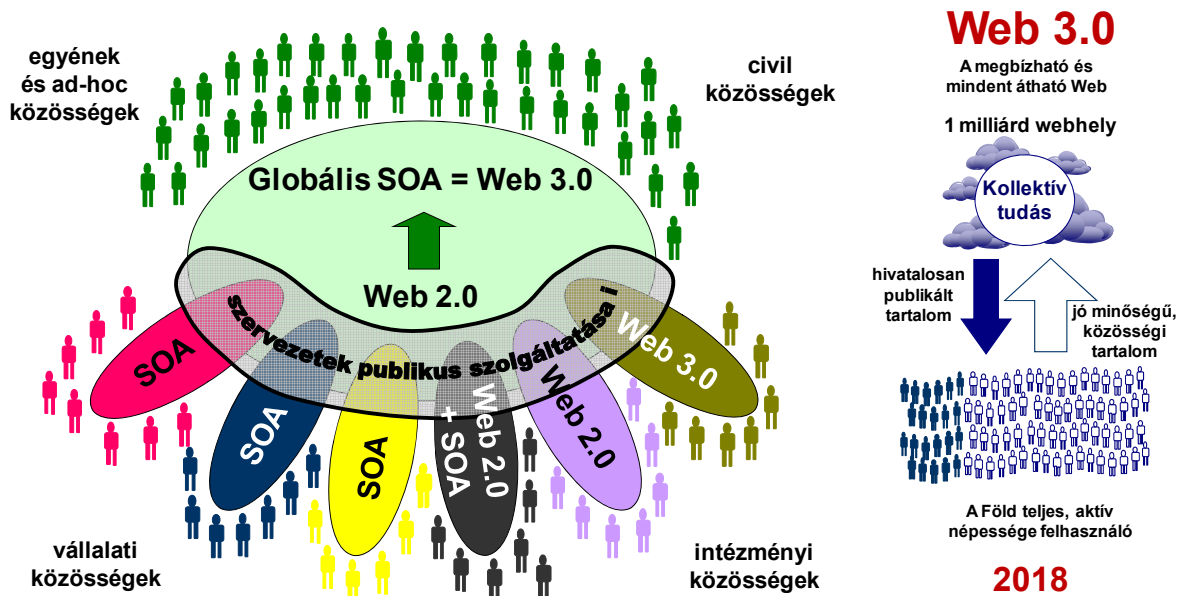 egyének
és ad-hoc
közösségek
civil
közösségek
Globális SOA = Web 3.0
Web 2.0
szervezetek publikus szolgáltatása i
SOA
SOA
SOA
Web 2.0
+ SOA
Web 2.0
Web 3.0
vállalati
közösségek
intézményi
közösségek
Web 3.0
A megbízható és
mindent átható Web
1 milliárd webhely
Kollektív
tudás
hivatalosan
publikált
tartalom
jó minőségű,
közösségi
tartalom
A Föld teljes, aktív
népessége felhasználó
2018